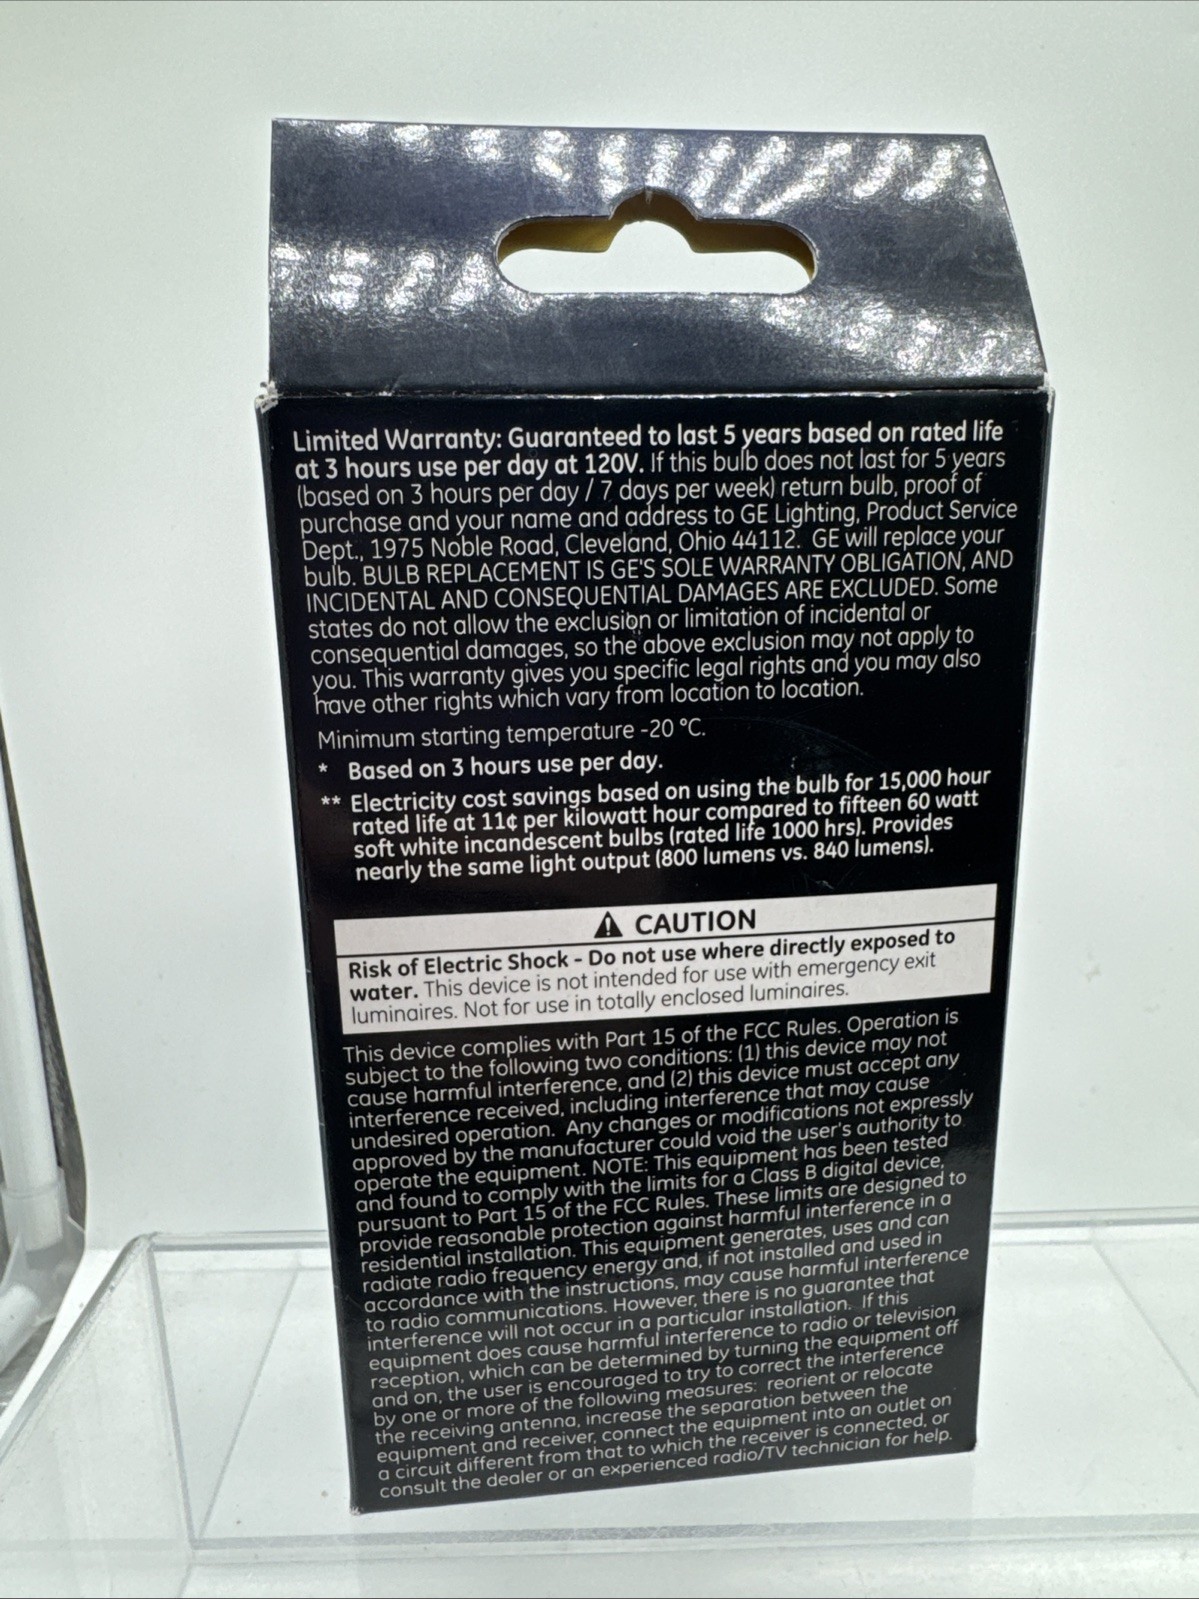 Limited Warranty: Guaranteed to last 5 years based on rated life
at 3 hours use per day at 120V. If this bulb does not last for 5 years
(based on 3 hours per day / 7 days per week) return bulb, proof of
purchase and your name and address to GE Lighting, Product Service
Dept., 1975 Noble Road, Cleveland, Ohio 44112. GE will replace your
bulb. BULB REPLACEMENT IS GE'S SOLE WARRANTY OBLIGATION, AND
INCIDENTAL AND CONSEQUENTIAL DAMAGES ARE EXCLUDED. Some
states do not allow the exclusion or limitation of incidental or
consequential damages, so the above exclusion may not apply to
you. This warranty gives you specific legal rights and you may also
have other rights which vary from location to location.
Minimum starting temperature -20 °C.
* Based on 3 hours use per day.
** Electricity cost savings based on using the bulb for 15,000 hour
rated life at 11¢ per kilowatt hour compared to fifteen 60 watt
soft white incandescent bulbs (rated life 1000 hrs). Provides
nearly the same light output (800 lumens vs. 840 lumens).
⚠ CAUTION
Risk of Electric Shock - Do not use where directly exposed to
water. This device is not intended for use with emergency exit
luminaires. Not for use in totally enclosed luminaires.
This device complies with Part 15 of the FCC Rules. Operation is
subject to the following two conditions: (1) this device may not
cause harmful interference, and (2) this device must accept any
interference received, including interference that may cause
undesired operation. Any changes or modifications not expressly
approved by the manufacturer could void the user's authority to
operate the equipment. NOTE: This equipment has been tested
and found to comply with the limits for a Class B digital device,
pursuant to Part 15 of the FCC Rules. These limits are designed to
provide reasonable protection against harmful interference in a
residential installation. This equipment generates, uses and can
radiate radio frequency energy and, if not installed and used in
accordance with the instructions, may cause harmful interference
to radio communications. However, there is no guarantee that
interference will not occur in a particular installation. If this
equipment does cause harmful interference to radio or television
reception, which can be determined by turning the equipment off
and on, the user is encouraged to try to correct the interference
by one or more of the following measures: reorient or relocate
the receiving antenna, increase the separation between the
equipment and receiver, connect the equipment into an outlet on
a circuit different from that to which the receiver is connected, or
consult the dealer or an experienced radio/TV technician for help.